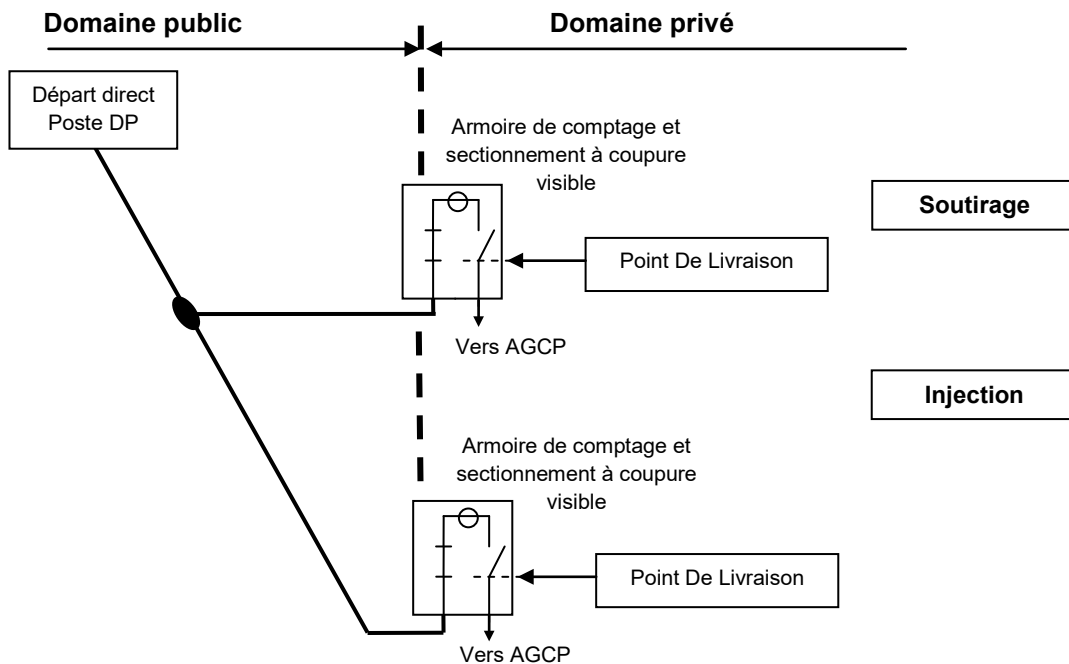 Domaine public
Domaine privé
Départ direct
Poste DP
Armoire de comptage et
sectionnement à coupure
visible
Soutirage
Point De Livraison
Vers AGCP
Injection
Armoire de comptage et
sectionnement à coupure
visible
Point De Livraison
Vers AGCP